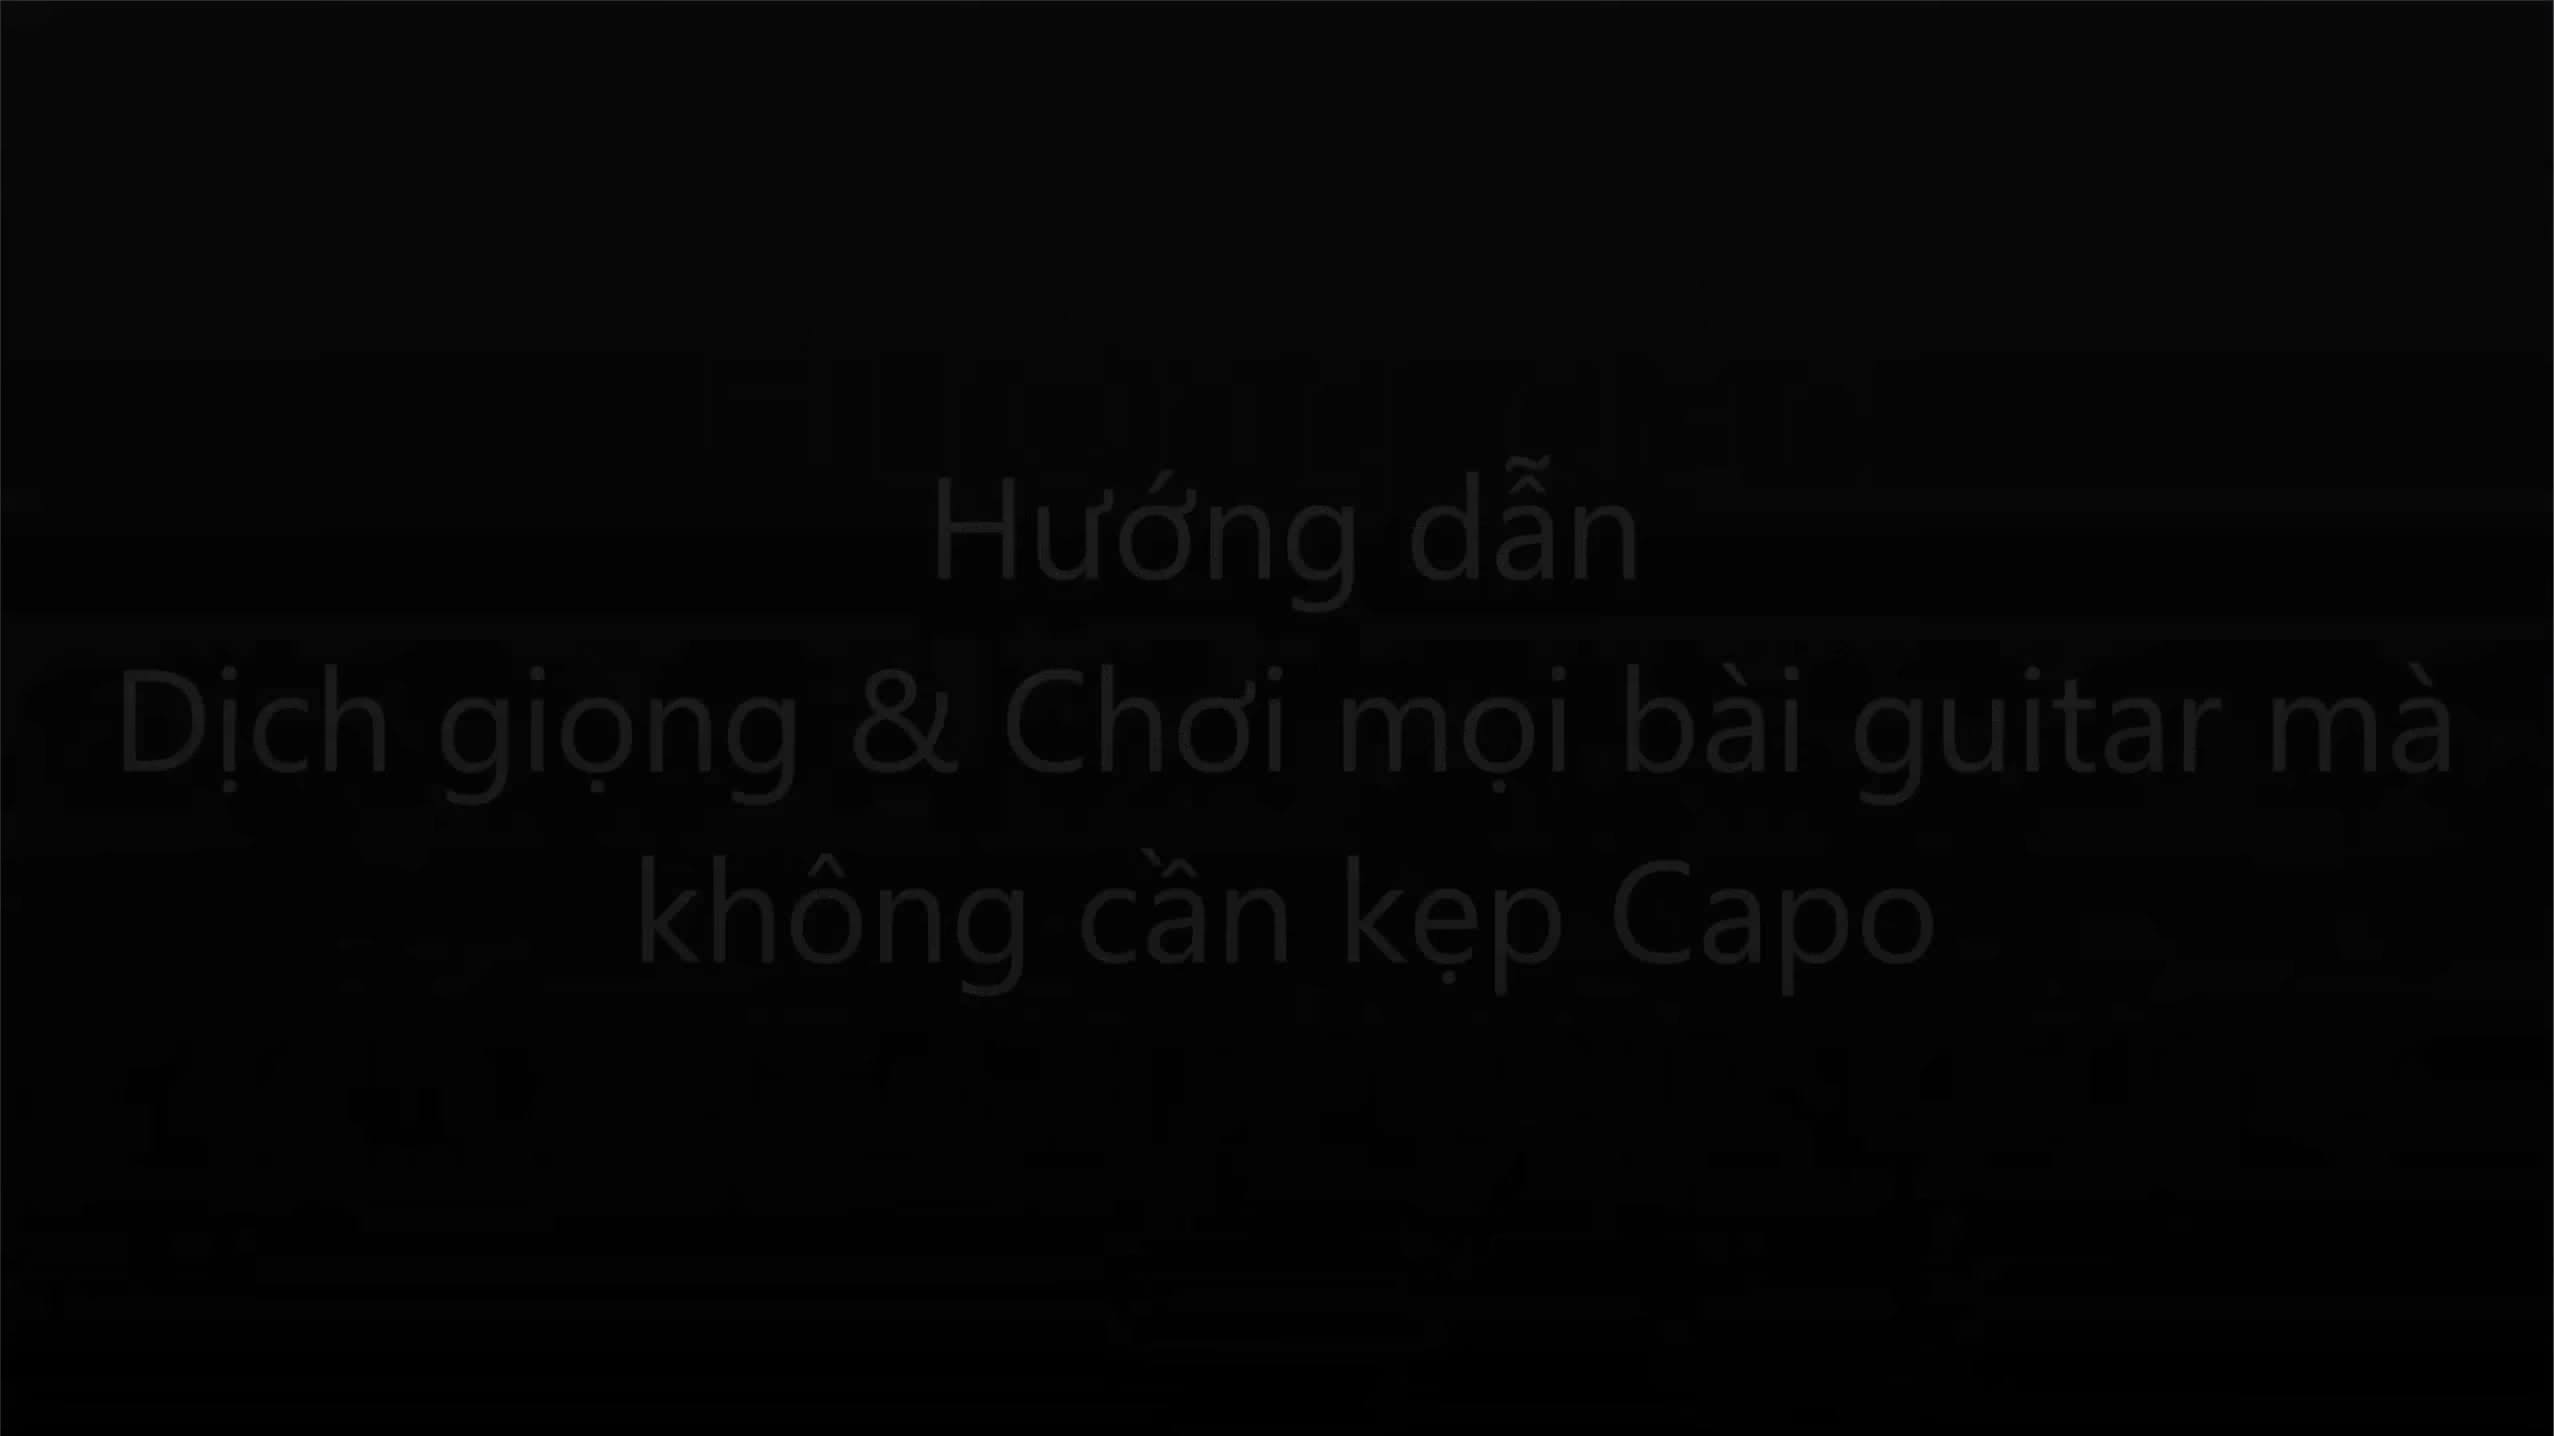 Hướng dẫn
Dịch giọng & Chơi mọi bài guitar mà
không cần kẹp Capo